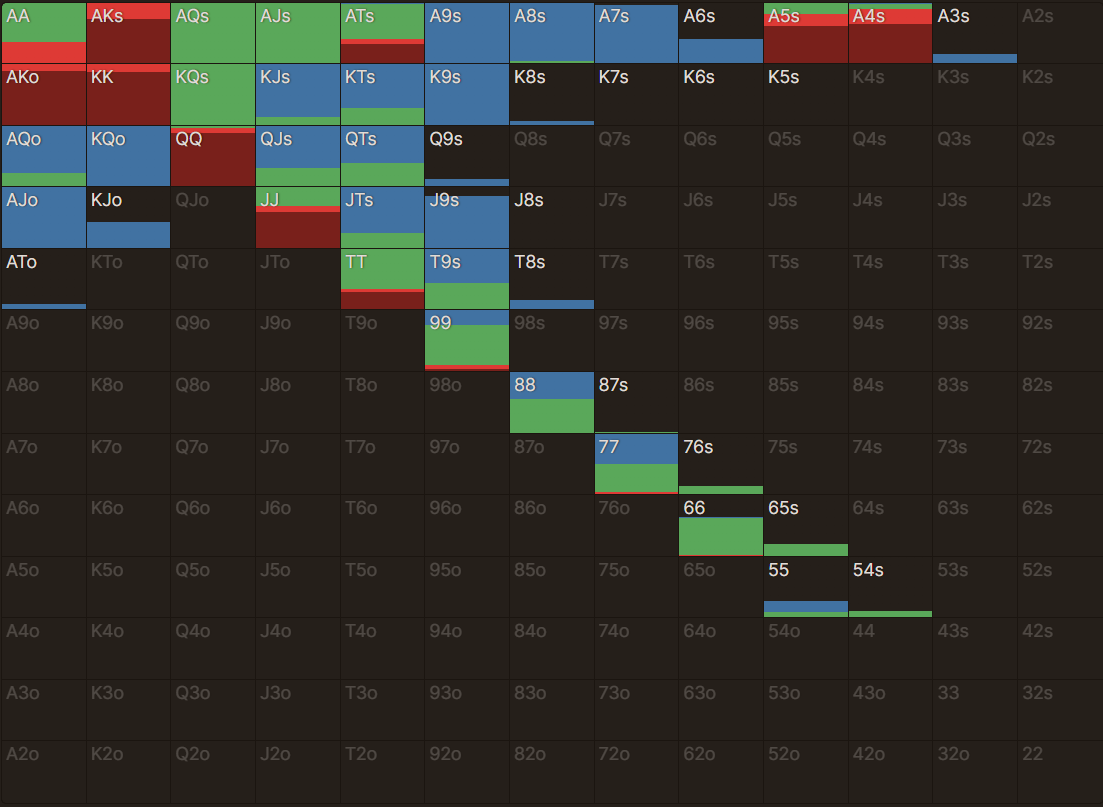 AA AKs AQs AJs ATs A9s A8s A7s A6s A5s A4s A3s A2s
AKo KK KQs KJs KTs K9s K8s K7s K6s K5s K4s K3s K2s
AQo KQo QQ QJs QTs Q9s Q8s Q7s Q6s Q5s Q4s Q3s Q2s
AJo KJo QJo JJ JTs J9s J8s J7s J6s J5s J4s J3s J2s
ATo KTo QTo JTo TT T9s T8s T7s T6s T5s T4s T3s T2s
A9o K9o Q9o J9o T9o 99 98s 97s 96s 95s 94s 93s 92s
A8o K8o Q8o J8o T8o 98o 88 87s 86s 85s 84s 83s 82s
A7o K7o Q7o J7o T7o 97o 87o 77 76s 75s 74s 73s 72s
A6o K6o Q6o J6o T6o 96o 86o 76o 66 65s 64s 63s 62s
A5o K5o Q5o J5o T5o 95o 85o 75o 65o 55 54s 53s 52s
A4o K4o Q4o J4o T4o 94o 84o 74o 64o 54o 44 43s 42s
A3o K3o Q3o J3o T3o 93o 83o 73o 63o 53o 43o 33 32s
A2o K2o Q2o J2o T2o 92o 82o 72o 62o 52o 42o 32o 22